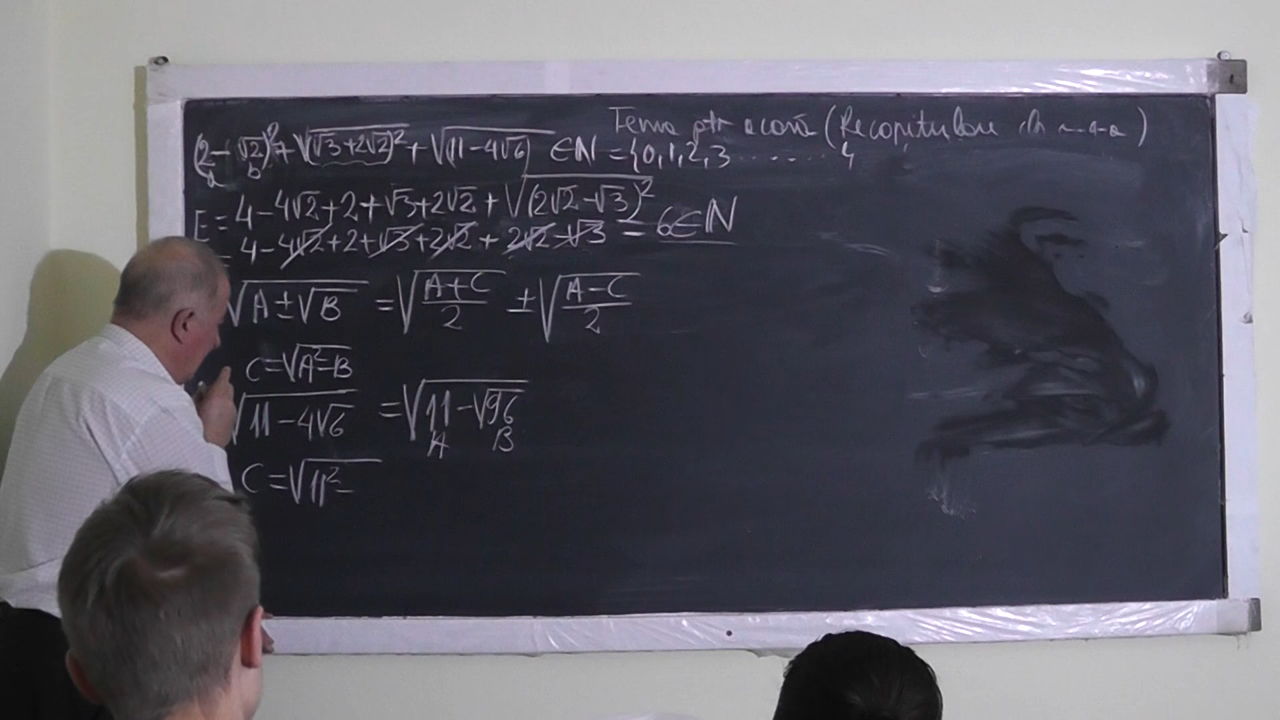 Tema ptr acasă (Recapitulare
(2-√2)²+√(√3+2√2)²+√11-4√6 ∈N={0,1,2,3.......}
a b
E=4-4√2+2+√3+2√2+√(2√2-√3)²
=4-4√2+2+√3+2√2+2√2-√3=6∈N
√A±√B=√A+C/2±√A-C/2
C=√A²-B
√11-4√6=√11-√96
A B
C=√11²-